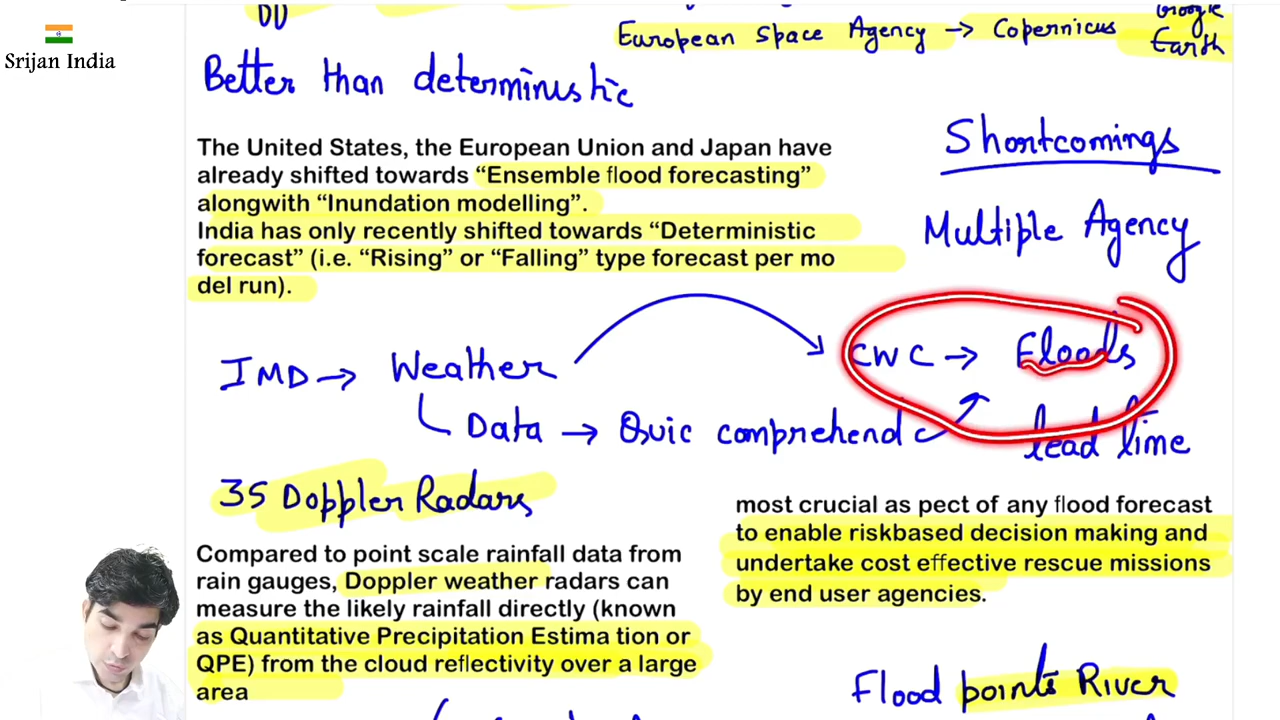 Srijan India
European Space Agency → Copernicus
Google
Earth
Better than deterministic
The United States, the European Union and Japan have
already shifted towards “Ensemble flood forecasting”
alongwith “Inundation modelling”.
India has only recently shifted towards “Deterministic
forecast” (i.e. “Rising” or “Falling” type forecast per mo
del run).
Shortcomings
Multiple Agency
IMD → Weather
CWC → Floods
Data → Quic comprehend
lead time
35 Doppler Radars
Compared to point scale rainfall data from
rain gauges, Doppler weather radars can
measure the likely rainfall directly (known
as Quantitative Precipitation Estima tion or
QPE) from the cloud reflectivity over a large
area
most crucial as pect of any flood forecast
to enable riskbased decision making and
undertake cost effective rescue missions
by end user agencies.
Flood points River